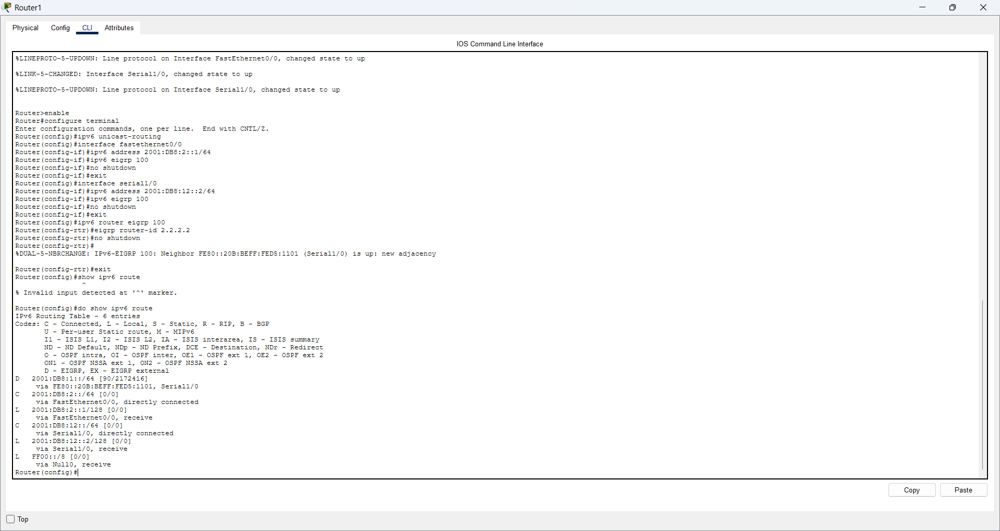 Router1
Physical Config CLI Attributes
IOS Command Line Interface
%LINEPROTO-5-UPDOWN: Line protocol on Interface FastEthernet0/0, changed state to up
%LINK-5-CHANGED: Interface Serial1/0, changed state to up
%LINEPROTO-5-UPDOWN: Line protocol on Interface Serial1/0, changed state to up
Router>enable
Router#configure terminal
Enter configuration commands, one per line.  End with CNTL/Z.
Router(config)#ipv6 unicast-routing
Router(config)#interface fastethernet0/0
Router(config-if)#ipv6 address 2001:DB8:2::1/64
Router(config-if)#ipv6 eigrp 100
Router(config-if)#no shutdown
Router(config-if)#exit
Router(config)#interface serial1/0
Router(config-if)#ipv6 address 2001:DB8:12::2/64
Router(config-if)#ipv6 eigrp 100
Router(config-if)#no shutdown
Router(config-if)#exit
Router(config)#ipv6 router eigrp 100
Router(config-rtr)#eigrp router-id 2.2.2.2
Router(config-rtr)#no shutdown
Router(config-rtr)#
%DUAL-5-NBRCHANGE: IPv6-EIGRP 100: Neighbor FE80::20B:BEFF:FED5:1101 (Serial1/0) is up: new adjacency
Router(config-rtr)#exit
Router(config)#show ipv6 route
^
% Invalid input detected at '^' marker.
Router(config)#do show ipv6 route
IPv6 Routing Table - 6 entries
Codes: C - Connected, L - Local, S - Static, R - RIP, B - BGP
U - Per-user Static route, M - MIPv6
I1 - ISIS L1, I2 - ISIS L2, IA - ISIS interarea, IS - ISIS summary
ND - ND Default, NDp - ND Prefix, DCE - Destination, NDr - Redirect
O - OSPF intra, OI - OSPF inter, OE1 - OSPF ext 1, OE2 - OSPF ext 2
ON1 - OSPF NSSA ext 1, ON2 - OSPF NSSA ext 2
D - EIGRP, EX - EIGRP external
D   2001:DB8:1::/64 [90/2172416]
via FE80::20B:BEFF:FED5:1101, Serial1/0
C   2001:DB8:2::/64 [0/0]
via FastEthernet0/0, directly connected
L   2001:DB8:2::1/128 [0/0]
via FastEthernet0/0, receive
C   2001:DB8:12::/64 [0/0]
via Serial1/0, directly connected
L   2001:DB8:12::2/128 [0/0]
via Serial1/0, receive
L   FF00::/8 [0/0]
via Null0, receive
Router(config)#
Copy Paste
Top